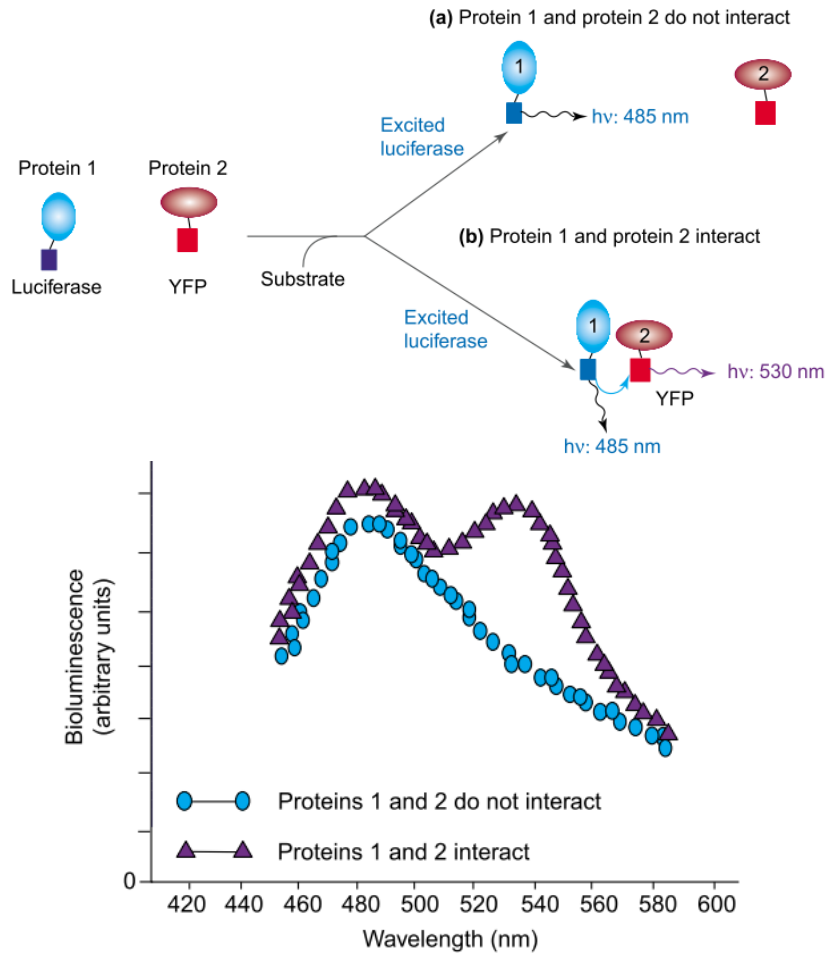 (a) Protein 1 and protein 2 do not interact
1
2
Excited
luciferase
hν: 485 nm
Protein 1
Protein 2
Luciferase
YFP
Substrate
(b) Protein 1 and protein 2 interact
Excited
luciferase
1
2
hν: 530 nm
YFP
hν: 485 nm
Bioluminescence
(arbitrary units)
Proteins 1 and 2 do not interact
Proteins 1 and 2 interact
0
420 440 460 480 500 520 540 560 580 600
Wavelength (nm)